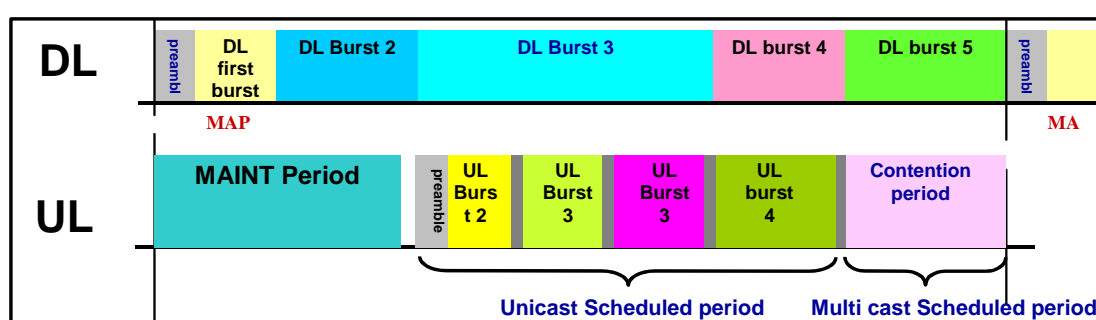 DL
preambl
DL
first
burst
DL Burst 2
DL Burst 3
DL burst 4
DL burst 5
preambl
MAP
MA
UL
MAINT Period
preamble
UL
Burs
t 2
UL
Burst
3
UL
Burst
3
UL
burst
4
Contention
period
Unicast Scheduled period
Multi cast Scheduled period